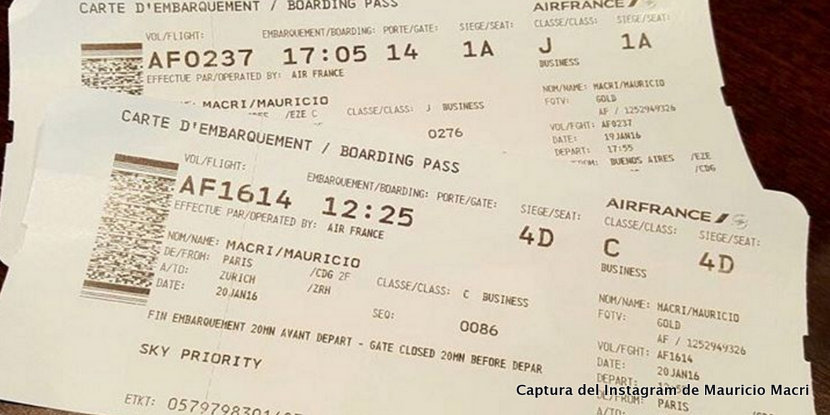 CARTE D'EMBARQUEMENT / BOARDING PASS
VOL/FLIGHT: EMBARQUEMENT/BOARDING: PORTE/GATE: SIEGE/SEAT:
AF0237 17:05 14 1A
EFFECTUE PAR/OPERATED BY: AIR FRANCE
MACRI/MAURICIO
/EZE C
CLASSE/CLASS: J BUSINESS
0276
AIRFRANCE
CLASSE/CLASS: SIEGE/SEAT:
J 1A
BUSINESS
NOM/NAME: MACRI/MAURICIO
FQTV: GOLD
AF / 1252949326
VOL/FGHT: AF0237
DATE: 19JAN16
DEPART: 17:55
BUENOS AIRES /EZE
/CDG
CARTE D'EMBARQUEMENT / BOARDING PASS
VOL/FLIGHT: EMBARQUEMENT/BOARDING: PORTE/GATE: SIEGE/SEAT:
AF1614 12:25 4D
EFFECTUE PAR/OPERATED BY: AIR FRANCE
NOM/NAME: MACRI/MAURICIO
DE/FROM: PARIS /CDG 2F
A/TO: ZURICH /ZRH
DATE: 20JAN16
CLASSE/CLASS: C BUSINESS
SEQ: 0086
FIN EMBARQUEMENT 20MN AVANT DEPART - GATE CLOSED 20MN BEFORE DEPAR
SKY PRIORITY
ETKT:
AIRFRANCE
CLASSE/CLASS: SIEGE/SEAT:
C 4D
BUSINESS
NOM/NAME: MACRI/MAURICIO
FQTV: GOLD
AF / 1252949326
VOL/FGHT: AF1614
DATE: 20JAN16
DEPART:
PARIS
Captura del Instagram de Mauricio Macri